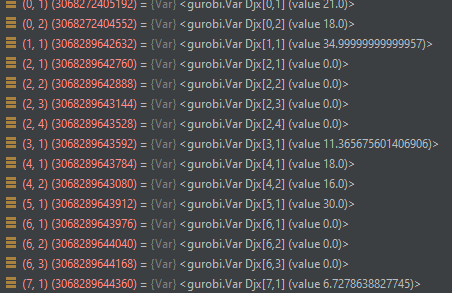 (0, 1) (3068272405192) = {Var} <gurobi.Var Djx[0,1] (value 21.0)>
(0, 2) (3068272404552) = {Var} <gurobi.Var Djx[0,2] (value 18.0)>
(1, 1) (3068289642632) = {Var} <gurobi.Var Djx[1,1] (value 34.99999999999957)>
(2, 1) (3068289642760) = {Var} <gurobi.Var Djx[2,1] (value 0.0)>
(2, 2) (3068289642888) = {Var} <gurobi.Var Djx[2,2] (value 0.0)>
(2, 3) (3068289643144) = {Var} <gurobi.Var Djx[2,3] (value 0.0)>
(2, 4) (3068289643528) = {Var} <gurobi.Var Djx[2,4] (value 0.0)>
(3, 1) (3068289643592) = {Var} <gurobi.Var Djx[3,1] (value 11.365675601406906)>
(4, 1) (3068289643784) = {Var} <gurobi.Var Djx[4,1] (value 18.0)>
(4, 2) (3068289643080) = {Var} <gurobi.Var Djx[4,2] (value 16.0)>
(5, 1) (3068289643912) = {Var} <gurobi.Var Djx[5,1] (value 30.0)>
(6, 1) (3068289643976) = {Var} <gurobi.Var Djx[6,1] (value 0.0)>
(6, 2) (3068289644040) = {Var} <gurobi.Var Djx[6,2] (value 0.0)>
(6, 3) (3068289644168) = {Var} <gurobi.Var Djx[6,3] (value 0.0)>
(7, 1) (3068289644360) = {Var} <gurobi.Var Djx[7,1] (value 6.7278638827745)>